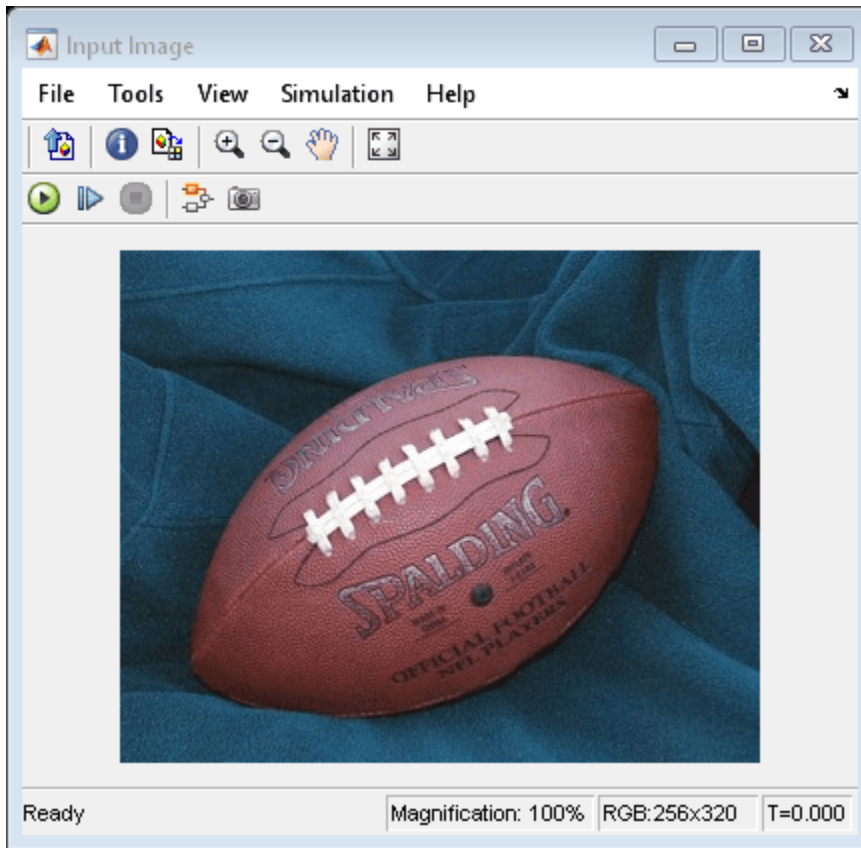 Input Image
File Tools View Simulation Help
SPALDING
SPALDING
OFFICIAL FOOTBALL
NFL PLAYERS
Ready Magnification: 100% RGB:256x320 T=0.000